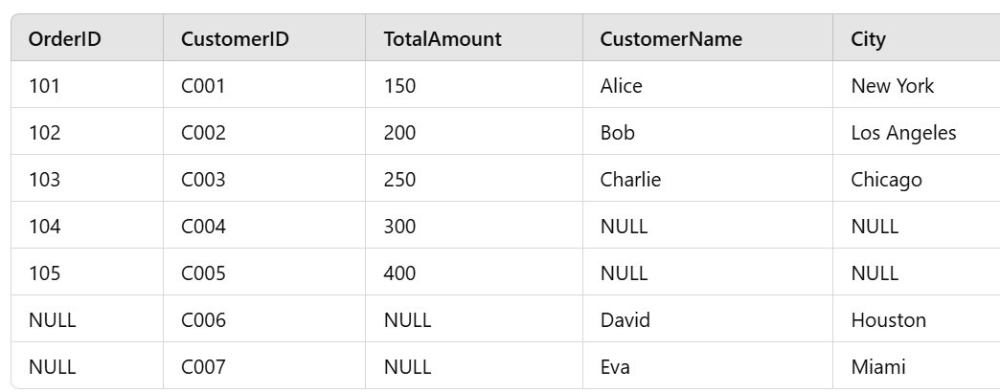 OrderID CustomerID TotalAmount CustomerName City
101 C001 150 Alice New York
102 C002 200 Bob Los Angeles
103 C003 250 Charlie Chicago
104 C004 300 NULL NULL
105 C005 400 NULL NULL
NULL C006 NULL David Houston
NULL C007 NULL Eva Miami